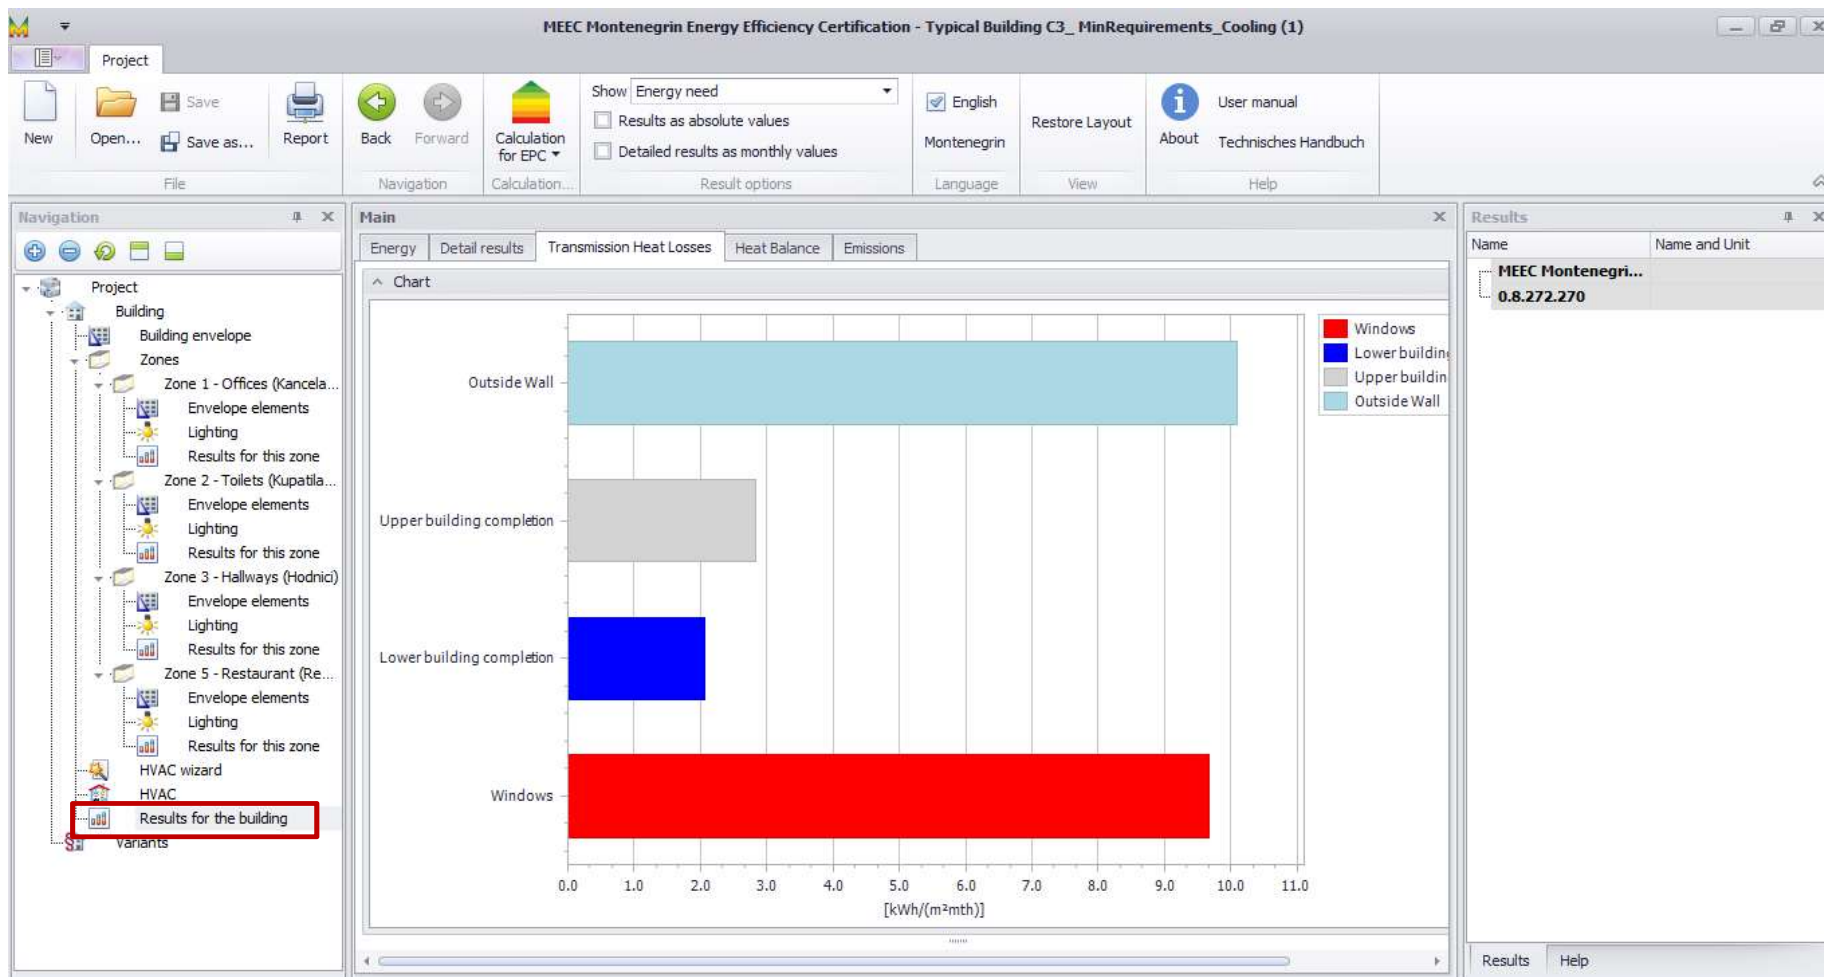 MEEC Montenegrin Energy Efficiency Certification - Typical Building C3_ MinRequirements_Cooling (1)
Project
New
Open...
Save
Save as...
Report
File
Back
Forward
Navigation
Calculation
for EPC
Calculation...
Show Energy need
Results as absolute values
Detailed results as monthly values
Result options
English
Montenegrin
Language
Restore Layout
View
About
User manual
Technisches Handbuch
Help
Navigation
Project
Building
Building envelope
Zones
Zone 1 - Offices (Kancela...
Envelope elements
Lighting
Results for this zone
Zone 2 - Toilets (Kupatila...
Envelope elements
Lighting
Results for this zone
Zone 3 - Hallways (Hodnici)
Envelope elements
Lighting
Results for this zone
Zone 5 - Restaurant (Re...
Envelope elements
Lighting
Results for this zone
HVAC wizard
HVAC
Results for the building
Variants
Main
Energy
Detail results
Transmission Heat Losses
Heat Balance
Emissions
Chart
Outside Wall
Upper building completion
Lower building completion
Windows
0.0 1.0 2.0 3.0 4.0 5.0 6.0 7.0 8.0 9.0 10.0 11.0
[kWh/(m²mth)]
Windows
Lower building
Upper buildin
Outside Wall
Results
Name
Name and Unit
MEEC Montenegri...
0.8.272.270
Results
Help